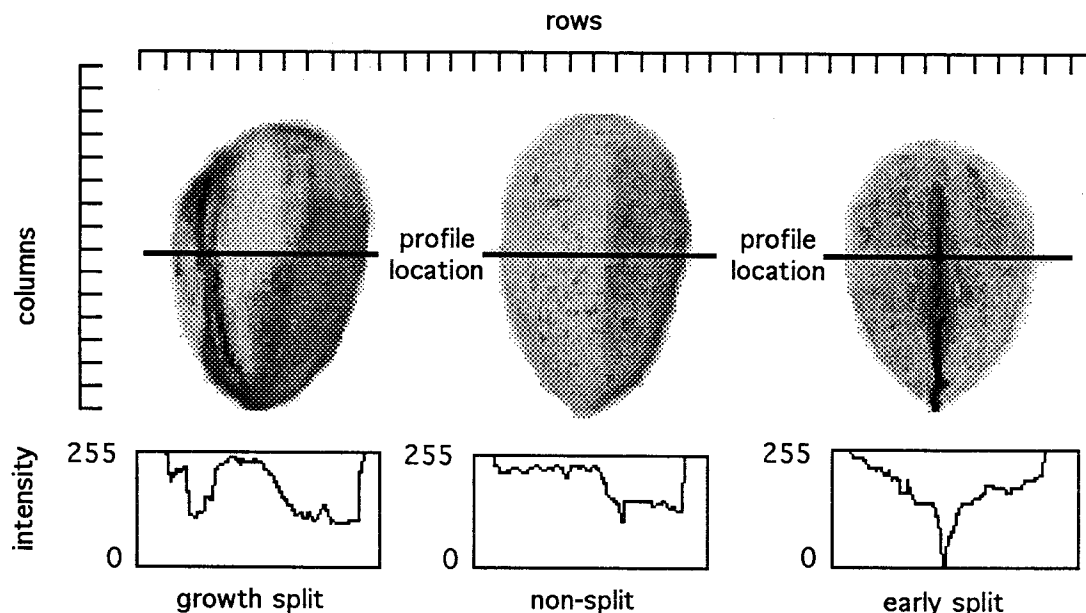 rows
columns
profile
location
profile
location
intensity
255
0
255
0
255
0
growth split
non-split
early split